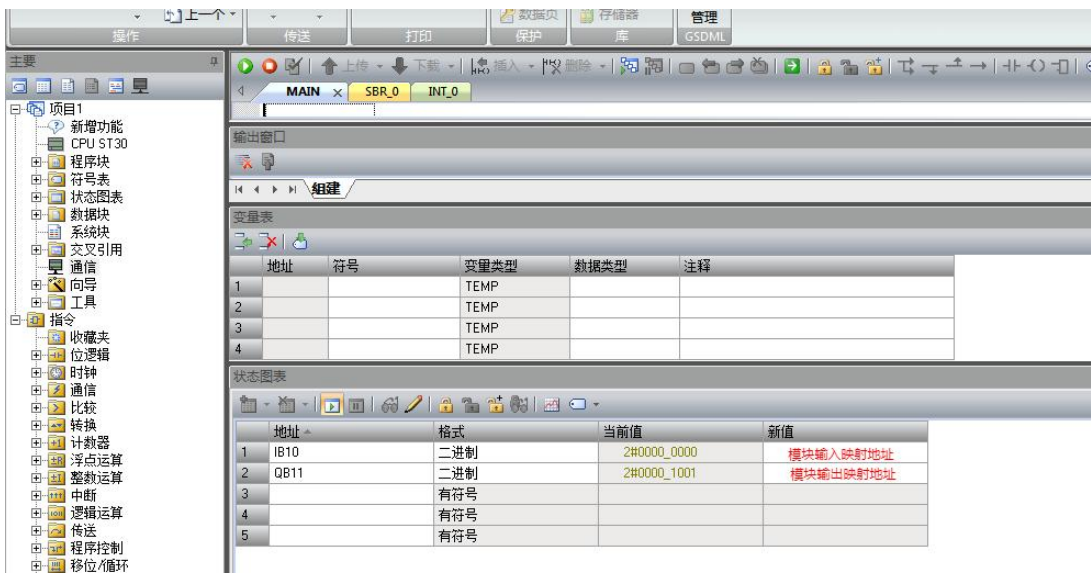 上一个
数据页
存储器
管理
操作
传送
打印
保护
库
GSDML
主要
上传
下载
插入
删除
MAIN
SBR_0
INT_0
项目1
新增功能
CPU ST30
程序块
符号表
状态图表
数据块
系统块
交叉引用
通信
向导
工具
指令
收藏夹
位逻辑
时钟
通信
比较
转换
计数器
浮点运算
整数运算
中断
逻辑运算
传送
程序控制
移位/循环
输出窗口
组建
变量表
地址 符号 变量类型 数据类型 注释
1 TEMP
2 TEMP
3 TEMP
4 TEMP
状态图表
地址 格式 当前值 新值
1 IB10 二进制 2#0000_0000 模块输入映射地址
2 QB11 二进制 2#0000_1001 模块输出映射地址
3 有符号
4 有符号
5 有符号